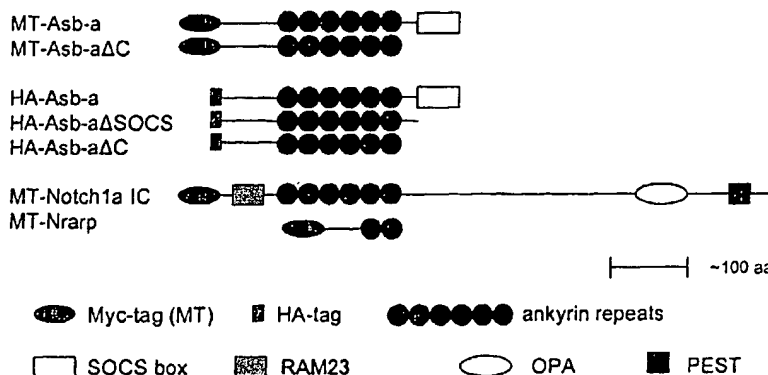 MT-Asb-a
MT-Asb-aΔC
HA-Asb-a
HA-Asb-aΔSOCS
HA-Asb-aΔC
MT-Notch1a IC
MT-Nrarp
~100 aa
Myc-tag (MT) HA-tag ankyrin repeats
SOCS box RAM23 OPA PEST